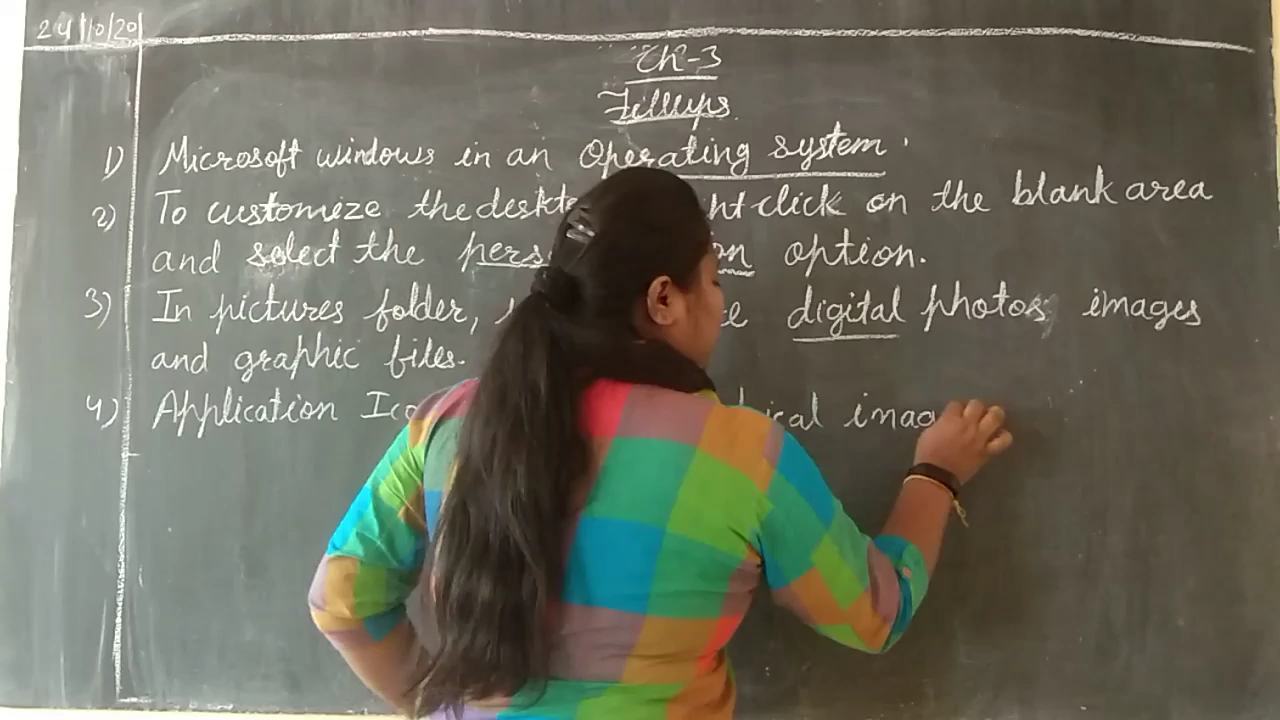 24/10/20
Ch-3
Fillups
1) Microsoft windows in an Operating system.
2) To customize the click on the blank area
and select the option.
3) In pictures folder, digital photos images
and graphic files.
4) Application